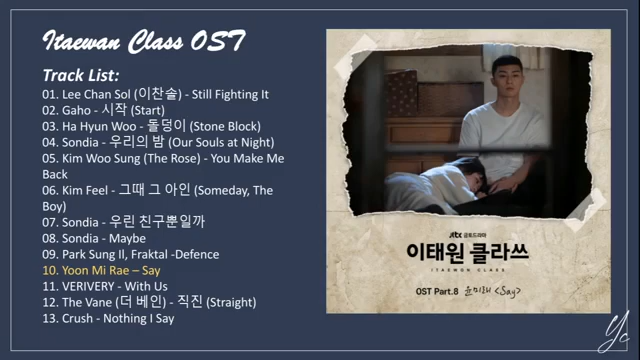 Itaewan Class OST
Track List:
01. Lee Chan Sol (이찬솔) - Still Fighting It
02. Gaho - 시작 (Start)
03. Ha Hyun Woo - 돌덩이 (Stone Block)
04. Sondia - 우리의 밤 (Our Souls at Night)
05. Kim Woo Sung (The Rose) - You Make Me
Back
06. Kim Feel - 그때 그 아인 (Someday, The
Boy)
07. Sondia - 우린 친구뿐일까
08. Sondia - Maybe
09. Park Sung Il, Fraktal -Defence
10. Yoon Mi Rae – Say
11. VERIVERY - With Us
12. The Vane (더 베인) - 직진 (Straight)
13. Crush - Nothing I Say
jtbc 금토드라마
이태원 클라쓰
ITAEWON CLASS
OST Part.8 윤미래 <Say>
Yc